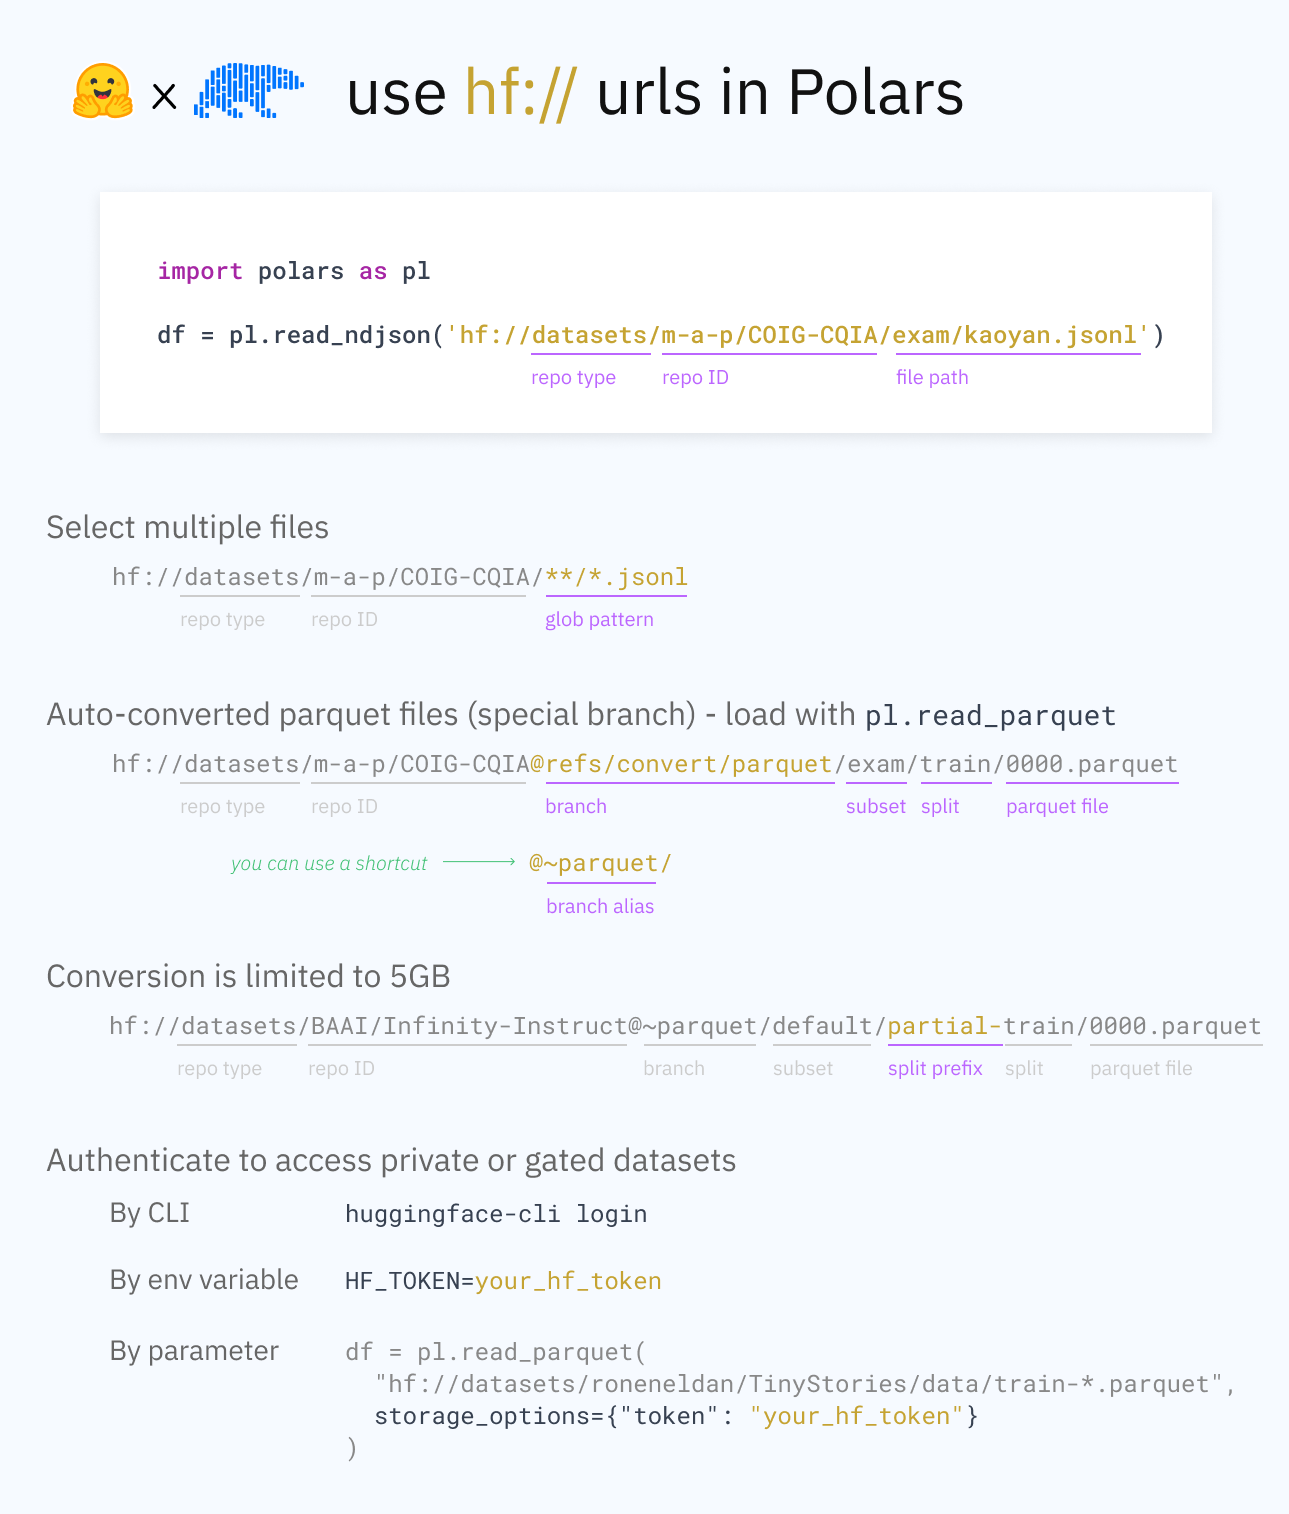 x use hf:// urls in Polars
import polars as pl
df = pl.read_ndjson('hf://datasets/m-a-p/COIG-CQIA/exam/kaoyan.jsonl')
repo type repo ID file path
Select multiple files
hf://datasets/m-a-p/COIG-CQIA/**/*.jsonl
repo type repo ID glob pattern
Auto-converted parquet files (special branch) - load with pl.read_parquet
hf://datasets/m-a-p/COIG-CQIA@refs/convert/parquet/exam/train/0000.parquet
repo type repo ID branch subset split parquet file
you can use a shortcut @~parquet/
branch alias
Conversion is limited to 5GB
hf://datasets/BAAI/Infinity-Instruct@~parquet/default/partial-train/0000.parquet
repo type repo ID branch subset split prefix split parquet file
Authenticate to access private or gated datasets
By CLI huggingface-cli login
By env variable HF_TOKEN=your_hf_token
By parameter df = pl.read_parquet(
"hf://datasets/roneneldan/TinyStories/data/train-*.parquet",
storage_options={"token": "your_hf_token"}
)